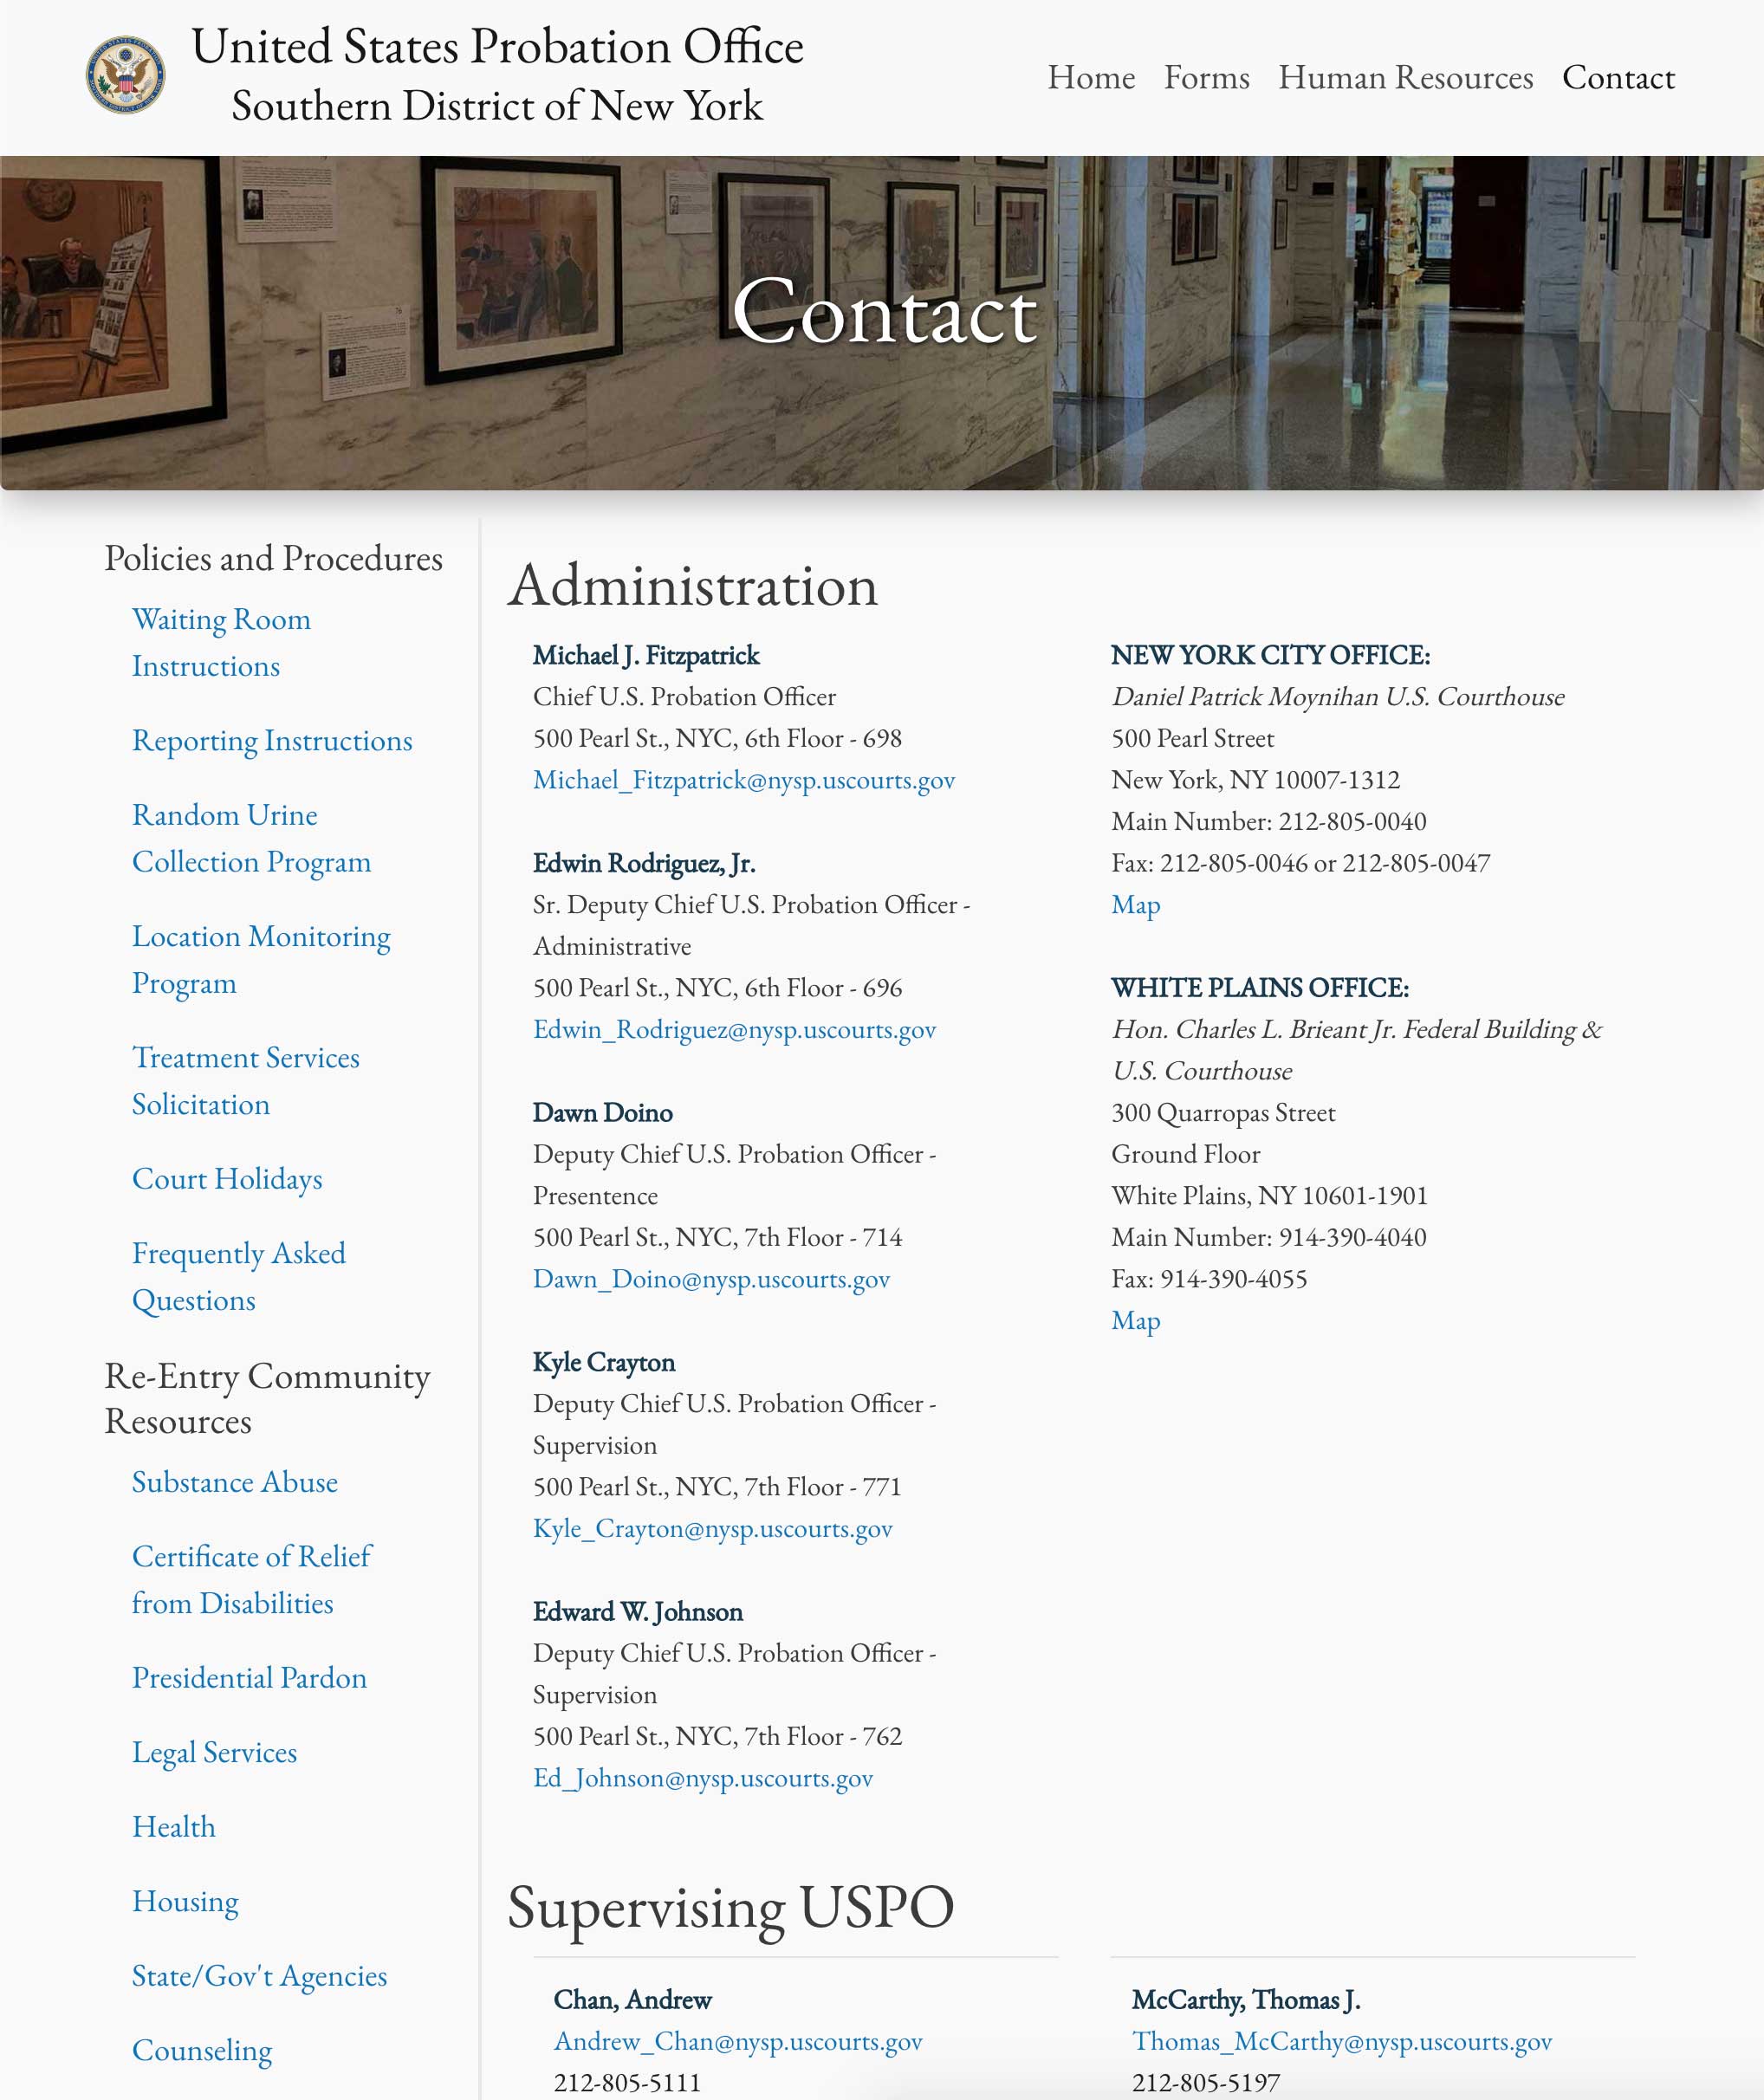 United States Probation Office
Southern District of New York
Home
Forms
Human Resources
Contact
Contact
Policies and Procedures
Waiting Room
Instructions
Reporting Instructions
Random Urine
Collection Program
Location Monitoring
Program
Treatment Services
Solicitation
Court Holidays
Frequently Asked
Questions
Re-Entry Community
Resources
Substance Abuse
Certificate of Relief
from Disabilities
Presidential Pardon
Legal Services
Health
Housing
State/Gov't Agencies
Counseling
Administration
Michael J. Fitzpatrick
Chief U.S. Probation Officer
500 Pearl St., NYC, 6th Floor - 698
Michael_Fitzpatrick@nysp.uscourts.gov
Edwin Rodriguez, Jr.
Sr. Deputy Chief U.S. Probation Officer -
Administrative
500 Pearl St., NYC, 6th Floor - 696
Edwin_Rodriguez@nysp.uscourts.gov
Dawn Doino
Deputy Chief U.S. Probation Officer -
Presentence
500 Pearl St., NYC, 7th Floor - 714
Dawn_Doino@nysp.uscourts.gov
Kyle Crayton
Deputy Chief U.S. Probation Officer -
Supervision
500 Pearl St., NYC, 7th Floor - 771
Kyle_Crayton@nysp.uscourts.gov
Edward W. Johnson
Deputy Chief U.S. Probation Officer -
Supervision
500 Pearl St., NYC, 7th Floor - 762
Ed_Johnson@nysp.uscourts.gov
NEW YORK CITY OFFICE:
Daniel Patrick Moynihan U.S. Courthouse
500 Pearl Street
New York, NY 10007-1312
Main Number: 212-805-0040
Fax: 212-805-0046 or 212-805-0047
Map
WHITE PLAINS OFFICE:
Hon. Charles L. Brieant Jr. Federal Building &
U.S. Courthouse
300 Quarropas Street
Ground Floor
White Plains, NY 10601-1901
Main Number: 914-390-4040
Fax: 914-390-4055
Map
Supervising USPO
Chan, Andrew
Andrew_Chan@nysp.uscourts.gov
212-805-5111
McCarthy, Thomas J.
Thomas_McCarthy@nysp.uscourts.gov
212-805-5197